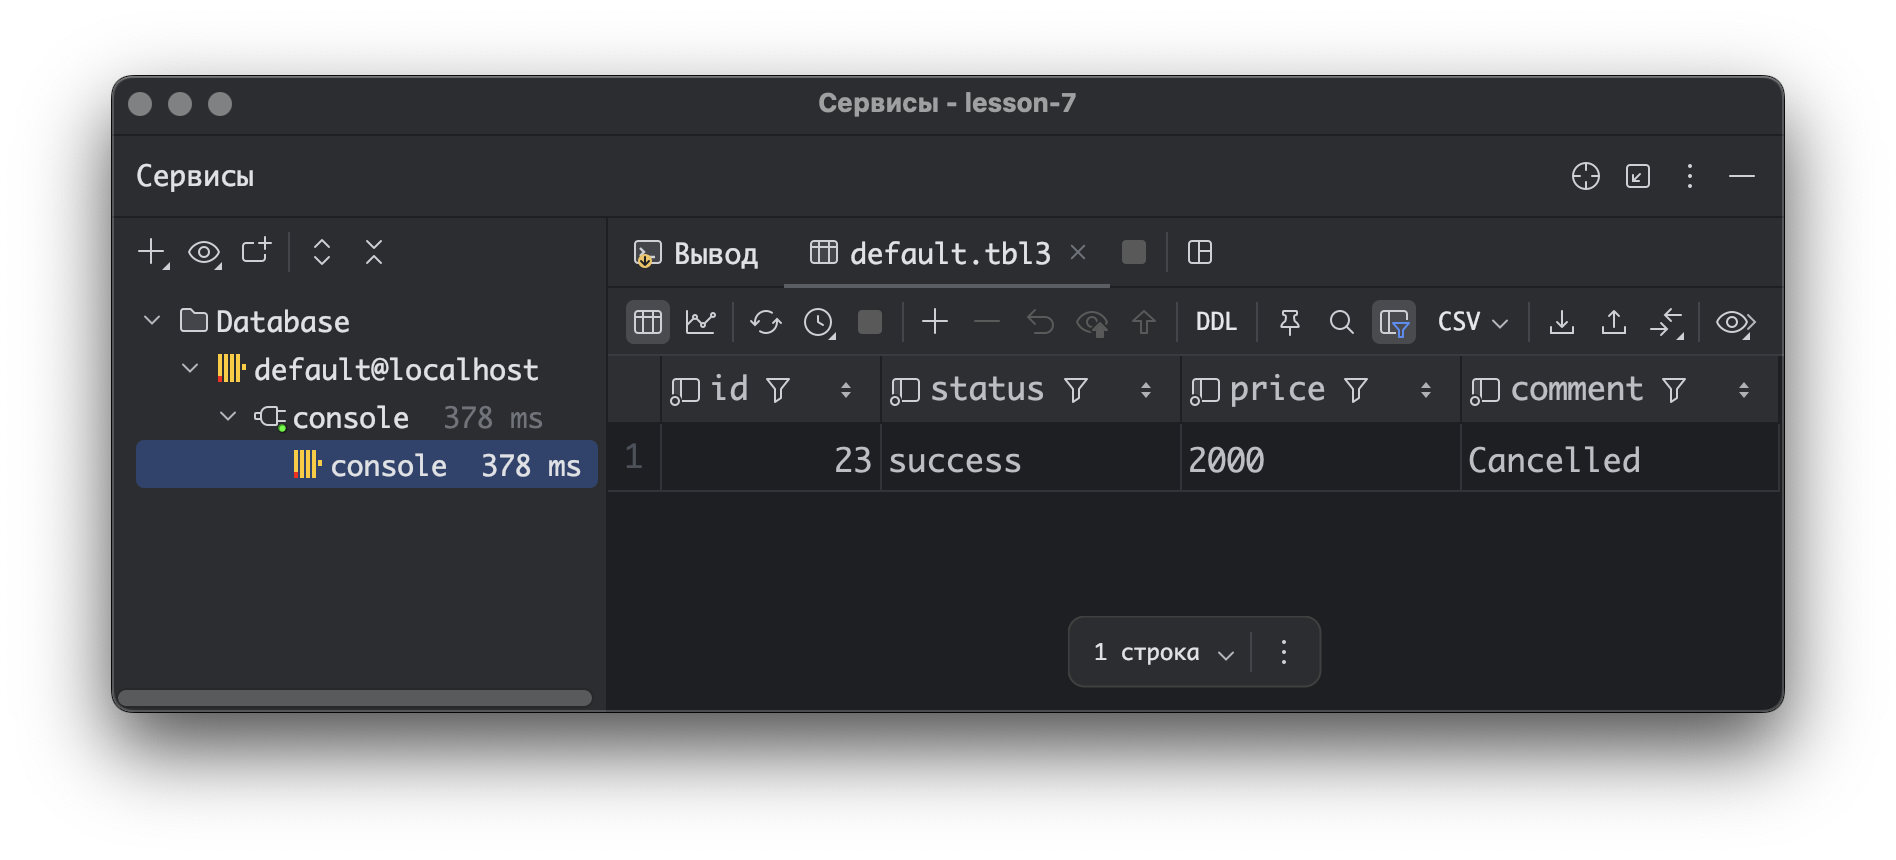 Сервисы - lesson-7
Сервисы
Вывод default.tbl3
DDL CSV
Database
default@localhost
console 378 ms
console 378 ms
id status price comment
1 23 success 2000 Cancelled
1 строка